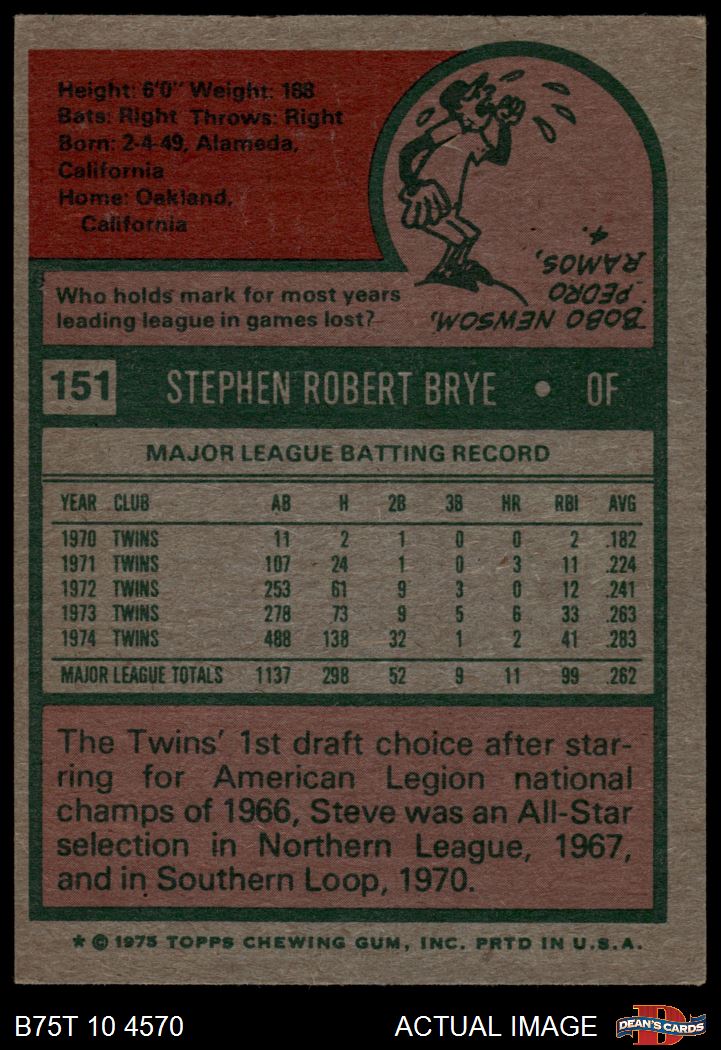 Height: 6'0" Weight: 188
Bats: Right Throws: Right
Born: 2-4-49, Alameda,
California
Home: Oakland,
California
Who holds mark for most years
leading league in games lost?
BOBO NEWSOM,
PEDRO
RAMOS,
4.
151 STEPHEN ROBERT BRYE • OF
MAJOR LEAGUE BATTING RECORD
YEAR CLUB AB H 2B 3B HR RBI AVG
1970 TWINS 11 2 1 0 0 2 .182
1971 TWINS 107 24 1 0 3 11 .224
1972 TWINS 253 61 9 3 0 12 .241
1973 TWINS 278 73 9 5 6 33 .263
1974 TWINS 488 138 32 1 2 41 .283
MAJOR LEAGUE TOTALS 1137 298 52 9 11 99 .262
The Twins' 1st draft choice after star-
ring for American Legion national
champs of 1966, Steve was an All-Star
selection in Northern League, 1967,
and in Southern Loop, 1970.
* © 1975 TOPPS CHEWING GUM, INC. PRTD IN U.S.A.
B75T 10 4570 ACTUAL IMAGE
D
DEAN'S CARDS